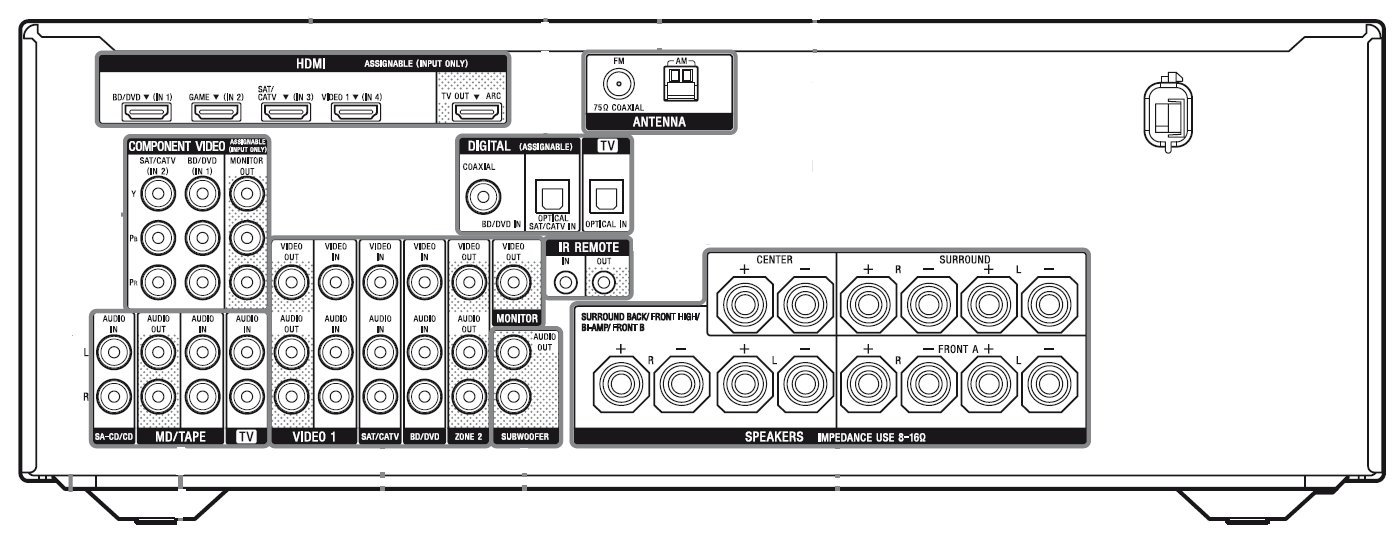 HDMI ASSIGNABLE (INPUT ONLY)
BD/DVD ▼ (IN 1) GAME ▼ (IN 2) SAT/CATV ▼ (IN 3) VIDEO 1 ▼ (IN 4) TV OUT ▼ ARC
FM AM
75Ω COAXIAL
ANTENNA
COMPONENT VIDEO ASSIGNABLE (INPUT ONLY)
SAT/CATV (IN 2) BD/DVD (IN 1) MONITOR OUT
Y
PB
PR
DIGITAL (ASSIGNABLE) TV
COAXIAL
BD/DVD IN OPTICAL SAT/CATV IN OPTICAL IN
VIDEO OUT VIDEO IN VIDEO IN VIDEO IN VIDEO OUT VIDEO OUT
IR REMOTE
IN OUT
AUDIO IN AUDIO OUT AUDIO IN AUDIO IN AUDIO OUT AUDIO IN AUDIO IN AUDIO IN AUDIO OUT MONITOR
AUDIO OUT
L
R
SA-CD/CD MD/TAPE TV VIDEO 1 SAT/CATV BD/DVD ZONE 2 SUBWOOFER
CENTER SURROUND
+ − + R − + L −
SURROUND BACK/ FRONT HIGH/
BI-AMP/ FRONT B
+ R − + L − + R − FRONT A + L −
SPEAKERS IMPEDANCE USE 8-16Ω